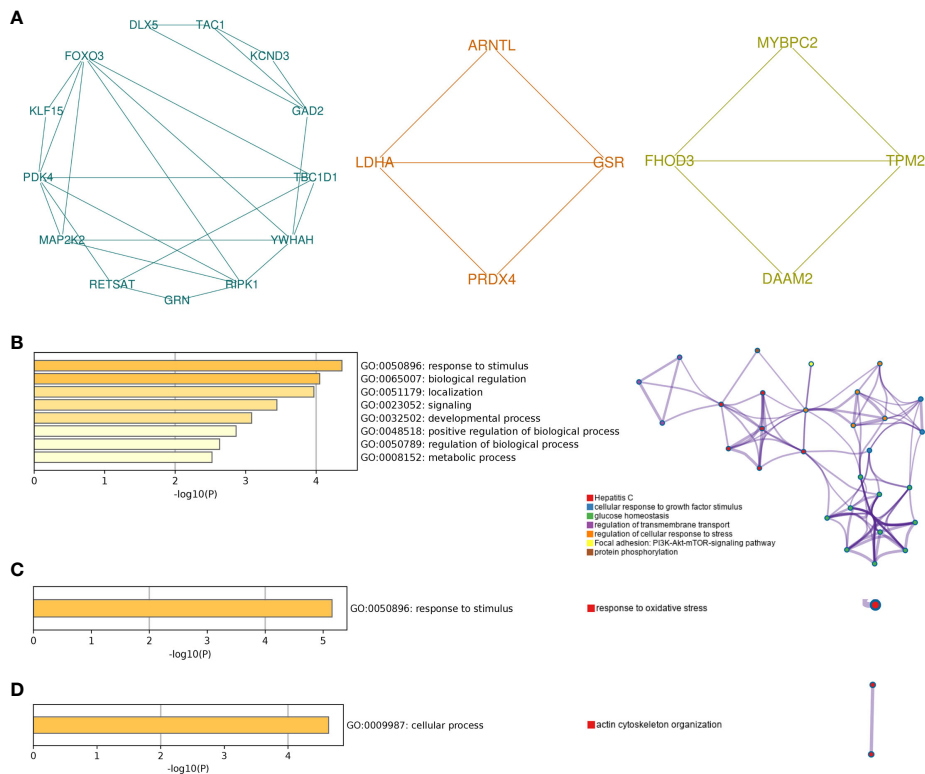 A
DLX5 TAC1
FOXO3 KCND3
KLF15 GAD2
PDK4 TBC1D1
MAP2K2 YWHAH
RETSAT RIPK1
GRN
ARNTL
LDHA GSR
PRDX4
MYBPC2
FHOD3 TPM2
DAAM2
B
GO:0050896: response to stimulus
GO:0065007: biological regulation
GO:0051179: localization
GO:0023052: signaling
GO:0032502: developmental process
GO:0048518: positive regulation of biological process
GO:0050789: regulation of biological process
GO:0008152: metabolic process
0 1 2 3 4
-log10(P)
Hepatitis C
cellular response to growth factor stimulus
glucose homeostasis
regulation of transmembrane transport
regulation of cellular response to stress
Focal adhesion: PI3K-Akt-mTOR-signaling pathway
protein phosphorylation
C
GO:0050896: response to stimulus
0 1 2 3 4 5
-log10(P)
response to oxidative stress
D
GO:0009987: cellular process
0 1 2 3 4
-log10(P)
actin cytoskeleton organization